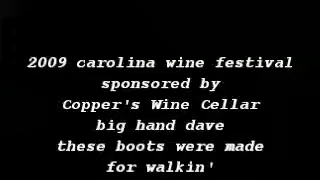 2009 carolina wine festival
sponsored by
Copper's Wine Cellar
big hand dave
these boots were made
for walkin'